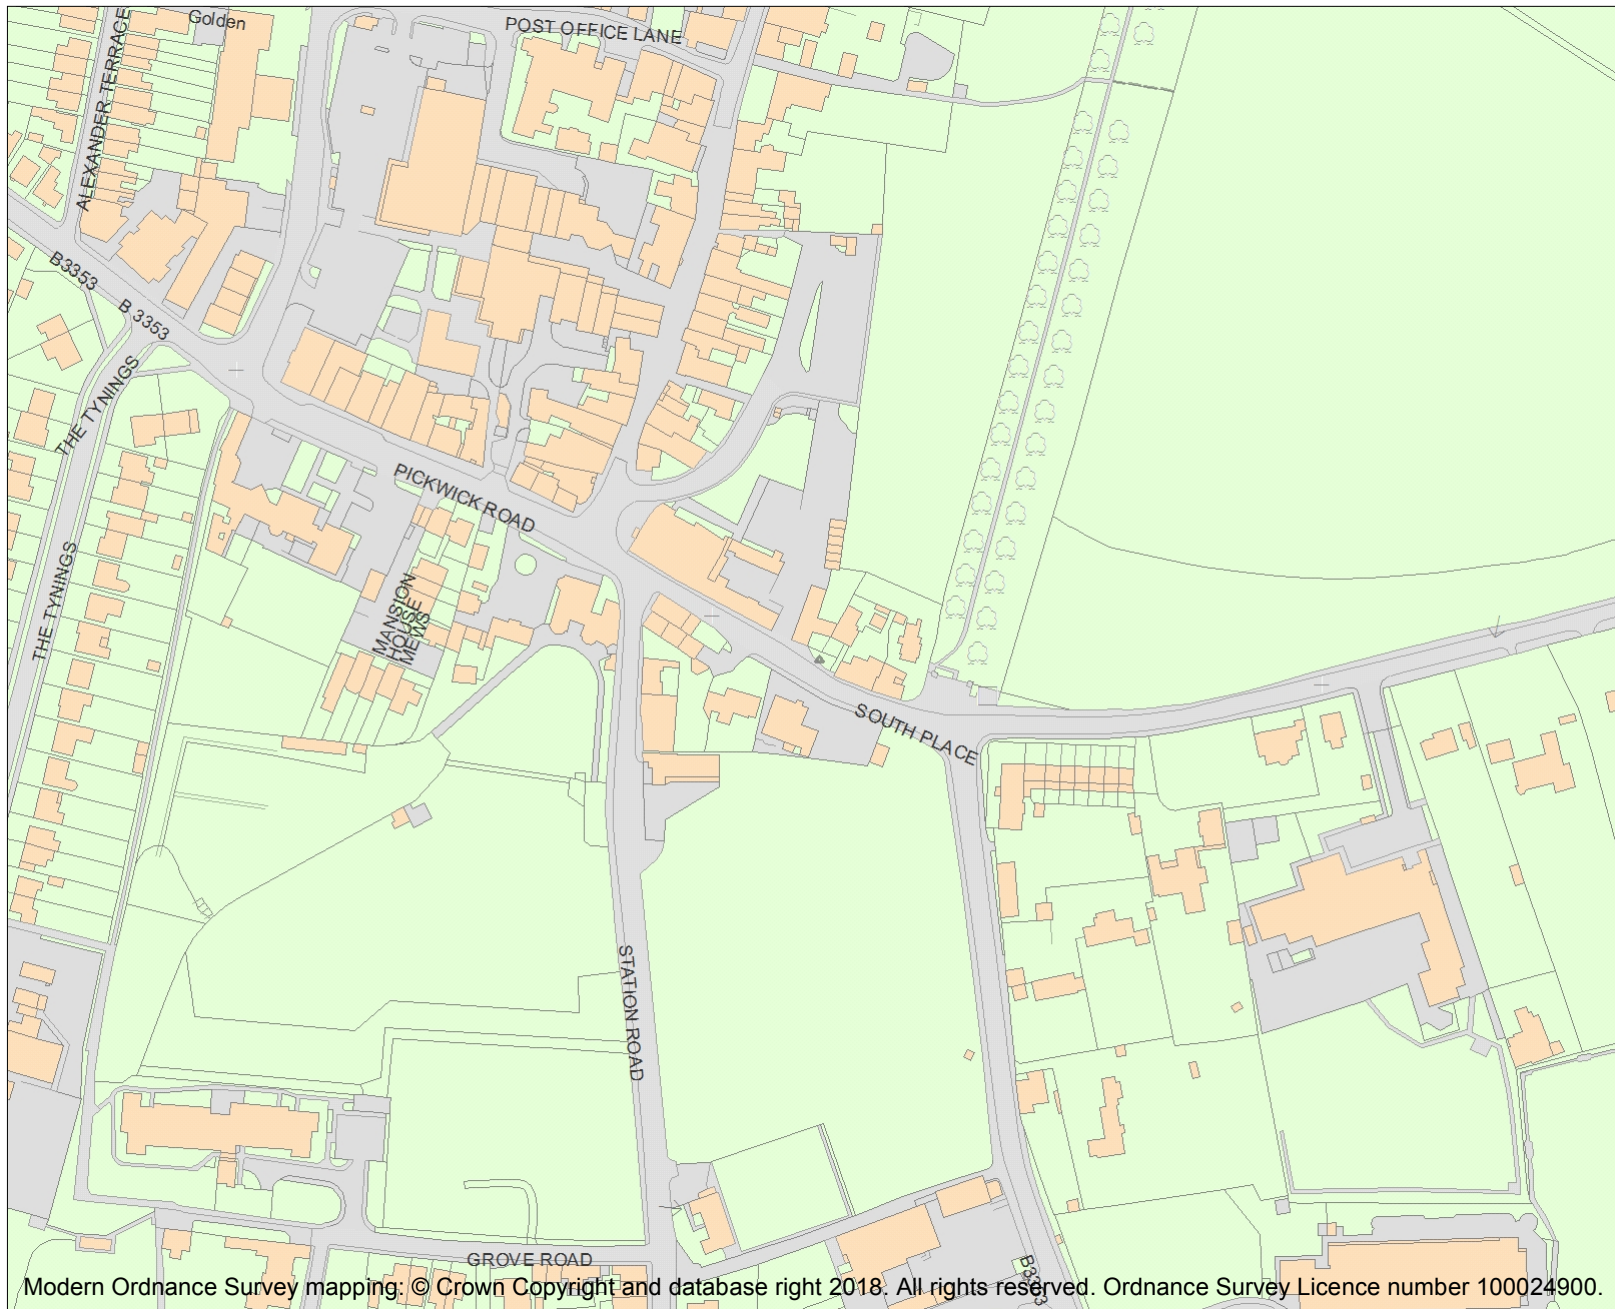 Golden
POST OFFICE LANE
ALEXANDER TERRACE
B3353
B 3353
THE TYNINGS
PICKWICK ROAD
THE TYNINGS
MANSION
HOUSE
MEWS
SOUTH PLACE
STATION ROAD
GROVE ROAD
B3353
Modern Ordnance Survey mapping: © Crown Copyright and database right 2018. All rights reserved. Ordnance Survey Licence number 100024900.